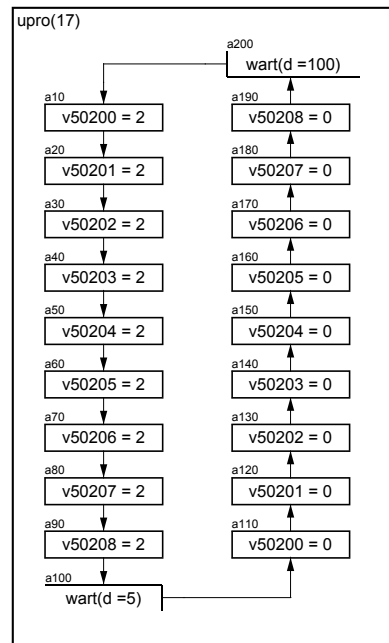 upro(17)
a200
wart(d =100)
a10
v50200 = 2
a20
v50201 = 2
a30
v50202 = 2
a40
v50203 = 2
a50
v50204 = 2
a60
v50205 = 2
a70
v50206 = 2
a80
v50207 = 2
a90
v50208 = 2
a100
wart(d =5)
a190
v50208 = 0
a180
v50207 = 0
a170
v50206 = 0
a160
v50205 = 0
a150
v50204 = 0
a140
v50203 = 0
a130
v50202 = 0
a120
v50201 = 0
a110
v50200 = 0